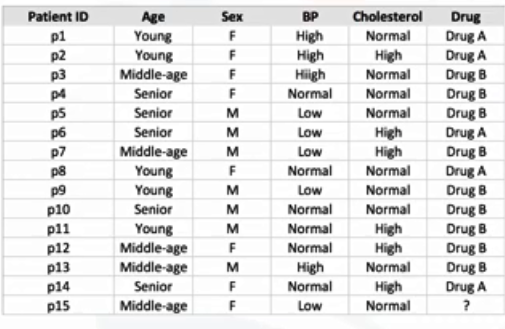 Patient ID Age Sex BP Cholesterol Drug
p1 Young F High Normal Drug A
p2 Young F High High Drug A
p3 Middle-age F Hiigh Normal Drug B
p4 Senior F Normal Normal Drug B
p5 Senior M Low Normal Drug B
p6 Senior M Low High Drug A
p7 Middle-age M Low High Drug B
p8 Young F Normal Normal Drug A
p9 Young M Low Normal Drug B
p10 Senior M Normal Normal Drug B
p11 Young M Normal High Drug B
p12 Middle-age F Normal High Drug B
p13 Middle-age M High Normal Drug B
p14 Senior F Normal High Drug A
p15 Middle-age F Low Normal ?